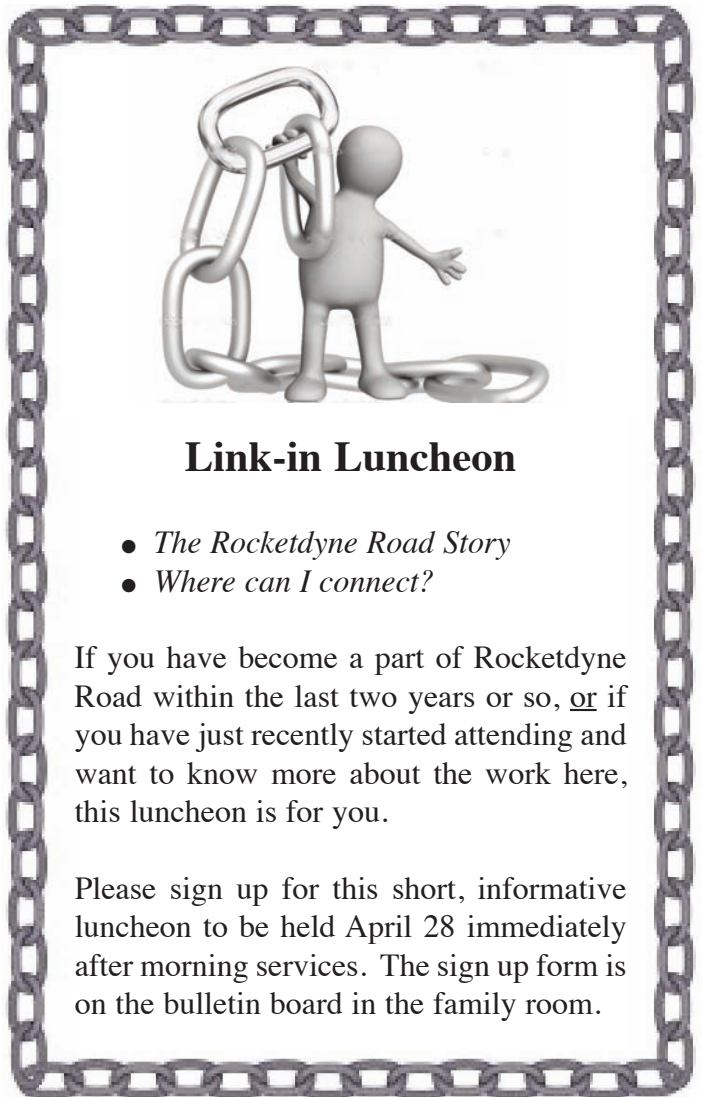 Link-in Luncheon
● The Rocketdyne Road Story
● Where can I connect?
If you have become a part of Rocketdyne
Road within the last two years or so, or if
you have just recently started attending and
want to know more about the work here,
this luncheon is for you.
Please sign up for this short, informative
luncheon to be held April 28 immediately
after morning services.  The sign up form is
on the bulletin board in the family room.